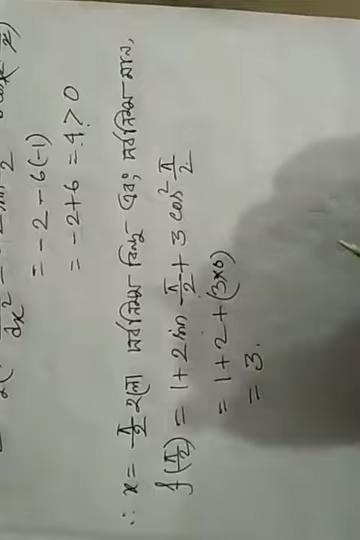 = -2 - 6(-1)
= -2+6 = 4 > 0
∴ x = π/2 হলো সর্বনিম্ন বিন্দু এবং সর্বনিম্ন মান,
f(π/2) = 1 + 2 sin π/2 + 3 cos² π/2
= 1 + 2 + (3×0)
= 3.